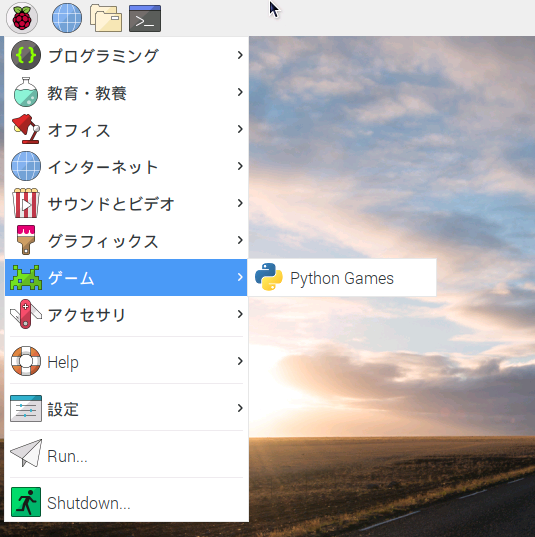 プログラミング
教育・教養
オフィス
インターネット
サウンドとビデオ
グラフィックス
ゲーム
Python Games
アクセサリ
Help
設定
Run...
Shutdown...